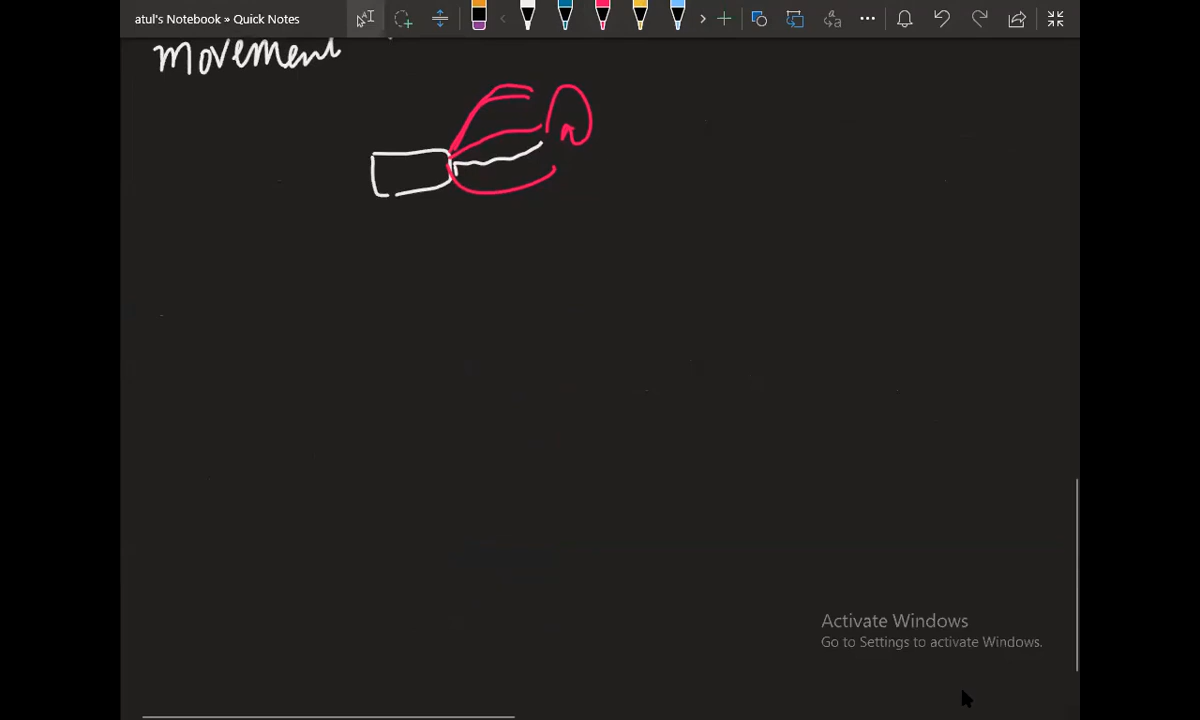 atul's Notebook » Quick Notes
movement
Activate Windows
Go to Settings to activate Windows.